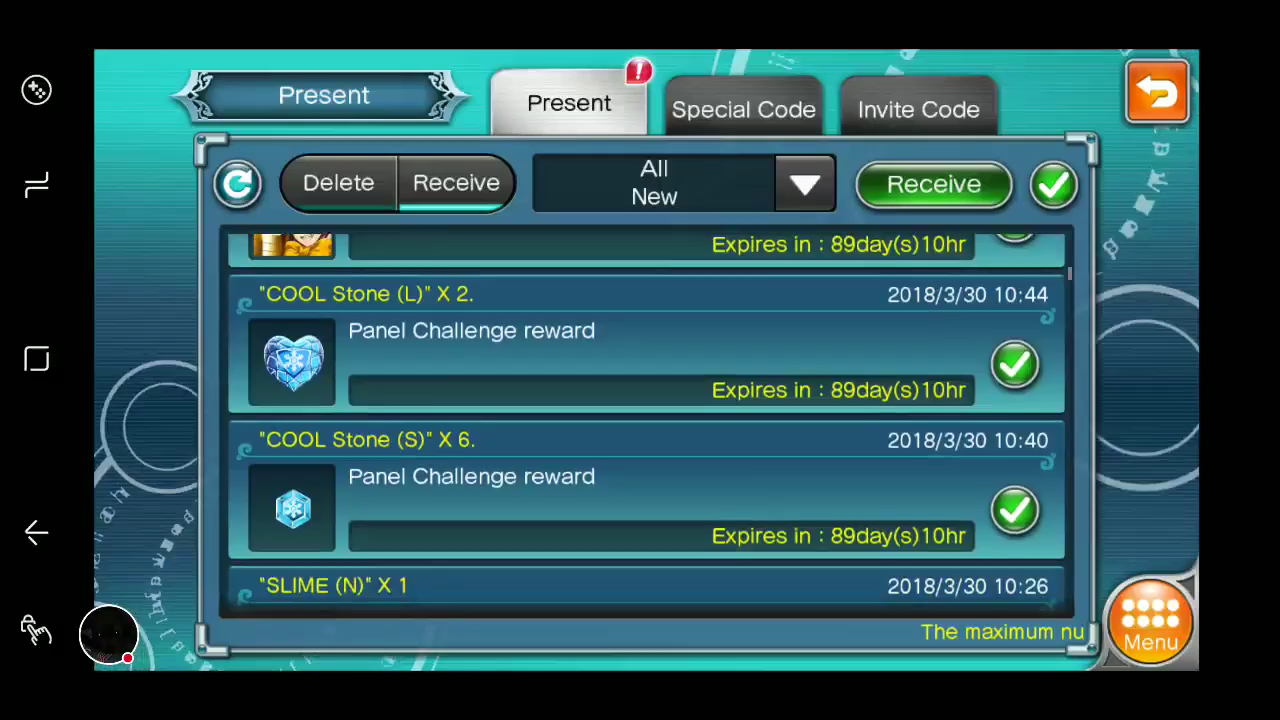 Present
Present
Special Code
Invite Code
Delete
Receive
All
New
Receive
Expires in : 89day(s)10hr
"COOL Stone (L)" X 2.
2018/3/30 10:44
Panel Challenge reward
Expires in : 89day(s)10hr
"COOL Stone (S)" X 6.
2018/3/30 10:40
Panel Challenge reward
Expires in : 89day(s)10hr
"SLIME (N)" X 1
2018/3/30 10:26
The maximum nu
Menu